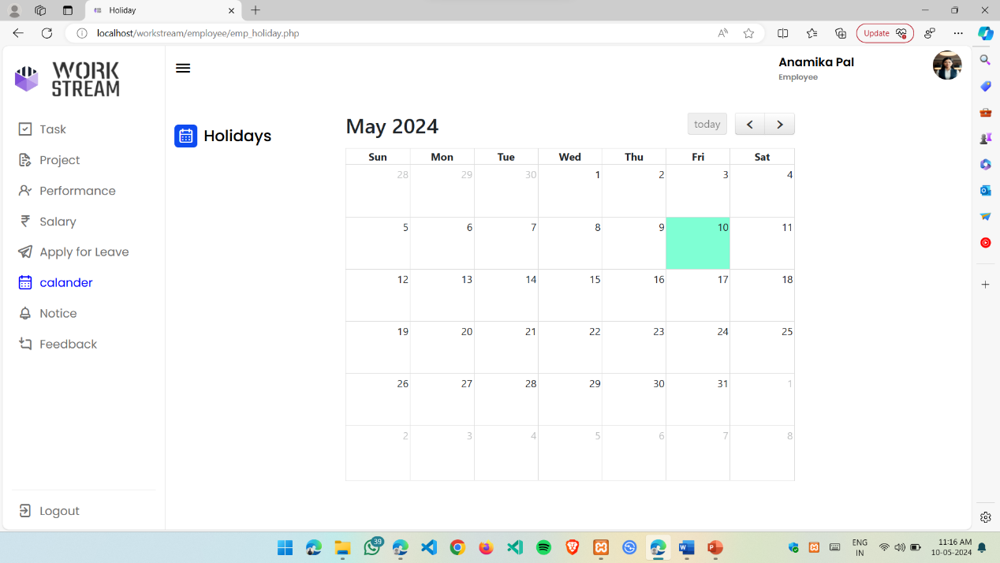 Holiday
localhost/workstream/employee/emp_holiday.php
Update
WORK
STREAM
Anamika Pal
Employee
Task
Project
Performance
Salary
Apply for Leave
calander
Notice
Feedback
Logout
Holidays
May 2024
today
Sun Mon Tue Wed Thu Fri Sat
28 29 30 1 2 3 4
5 6 7 8 9 10 11
12 13 14 15 16 17 18
19 20 21 22 23 24 25
26 27 28 29 30 31 1
2 3 4 5 6 7 8
39
ENG
IN
11:16 AM
10-05-2024